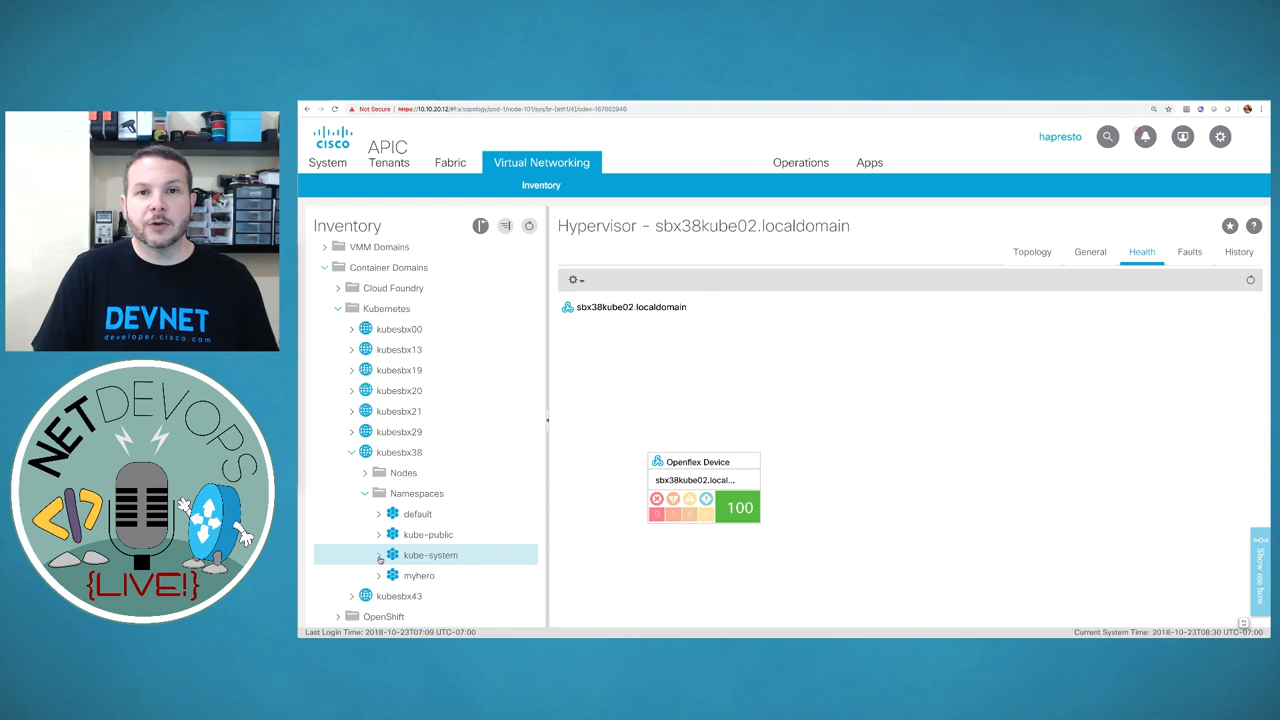 DEVNET
developer.cisco.com
NETDEVOPS
{LIVE!}
Not Secure
https://10.10.20.12/#f:a:topology/pod-1/node-101/sys/br-[eth1/4]/odev-167802946
CISCO
APIC
hapresto
System
Tenants
Fabric
Virtual Networking
Operations
Apps
Inventory
Inventory
VMM Domains
Container Domains
Cloud Foundry
Kubernetes
kubesbx00
kubesbx13
kubesbx19
kubesbx20
kubesbx21
kubesbx29
kubesbx38
Nodes
Namespaces
default
kube-public
kube-system
myhero
kubesbx43
OpenShift
Hypervisor - sbx38kube02.localdomain
Topology
General
Health
Faults
History
sbx38kube02.localdomain
Openflex Device
sbx38kube02.local...
0 0 0 0
100
Show me how
Last Login Time: 2018-10-23T07:09 UTC-07:00
Current System Time: 2018-10-23T08:30 UTC-07:00